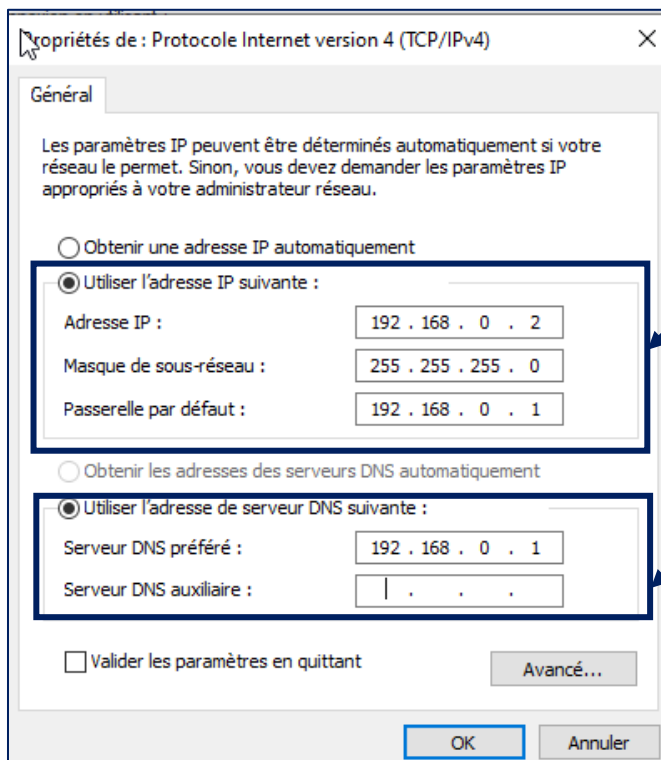 Propriétés de : Protocole Internet version 4 (TCP/IPv4)
Général
Les paramètres IP peuvent être déterminés automatiquement si votre
réseau le permet. Sinon, vous devez demander les paramètres IP
appropriés à votre administrateur réseau.
Obtenir une adresse IP automatiquement
Utiliser l'adresse IP suivante :
Adresse IP : 192 . 168 . 0 . 2
Masque de sous-réseau : 255 . 255 . 255 . 0
Passerelle par défaut : 192 . 168 . 0 . 1
Obtenir les adresses des serveurs DNS automatiquement
Utiliser l'adresse de serveur DNS suivante :
Serveur DNS préféré : 192 . 168 . 0 . 1
Serveur DNS auxiliaire : . . .
Valider les paramètres en quittant
Avancé...
OK Annuler